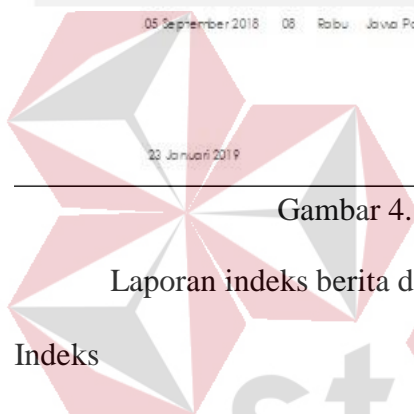 05 September 2018 08 Rabu Jawa Po
23 Januari 2019
Gambar 4.
Laporan indeks berita d
Indeks